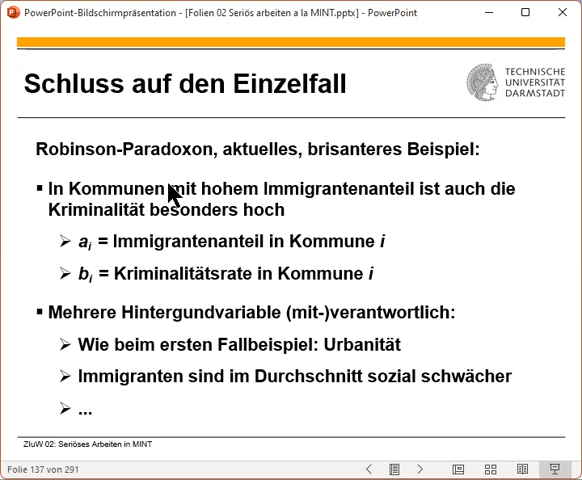 PowerPoint-Bildschirmpräsentation - [Folien 02 Seriös arbeiten a la MINT.pptx] - PowerPoint
Schluss auf den Einzelfall
TECHNISCHE
UNIVERSITÄT
DARMSTADT
Robinson-Paradoxon, aktuelles, brisanteres Beispiel:
▪ In Kommunen mit hohem Immigrantenanteil ist auch die
Kriminalität besonders hoch
➢ aᵢ = Immigrantenanteil in Kommune i
➢ bᵢ = Kriminalitätsrate in Kommune i
▪ Mehrere Hintergundvariable (mit-)verantwortlich:
➢ Wie beim ersten Fallbeispiel: Urbanität
➢ Immigranten sind im Durchschnitt sozial schwächer
➢ ...
ZIuW 02: Seriöses Arbeiten in MINT
Folie 137 von 291